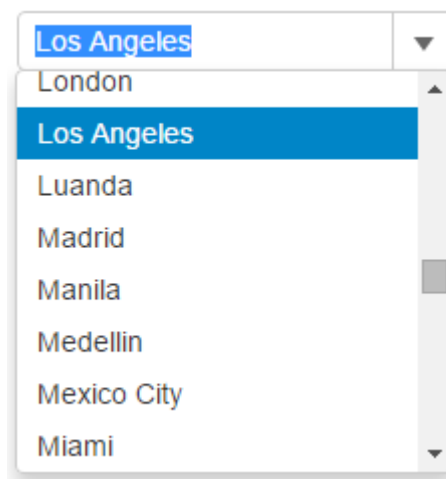 Los Angeles
London
Los Angeles
Luanda
Madrid
Manila
Medellin
Mexico City
Miami